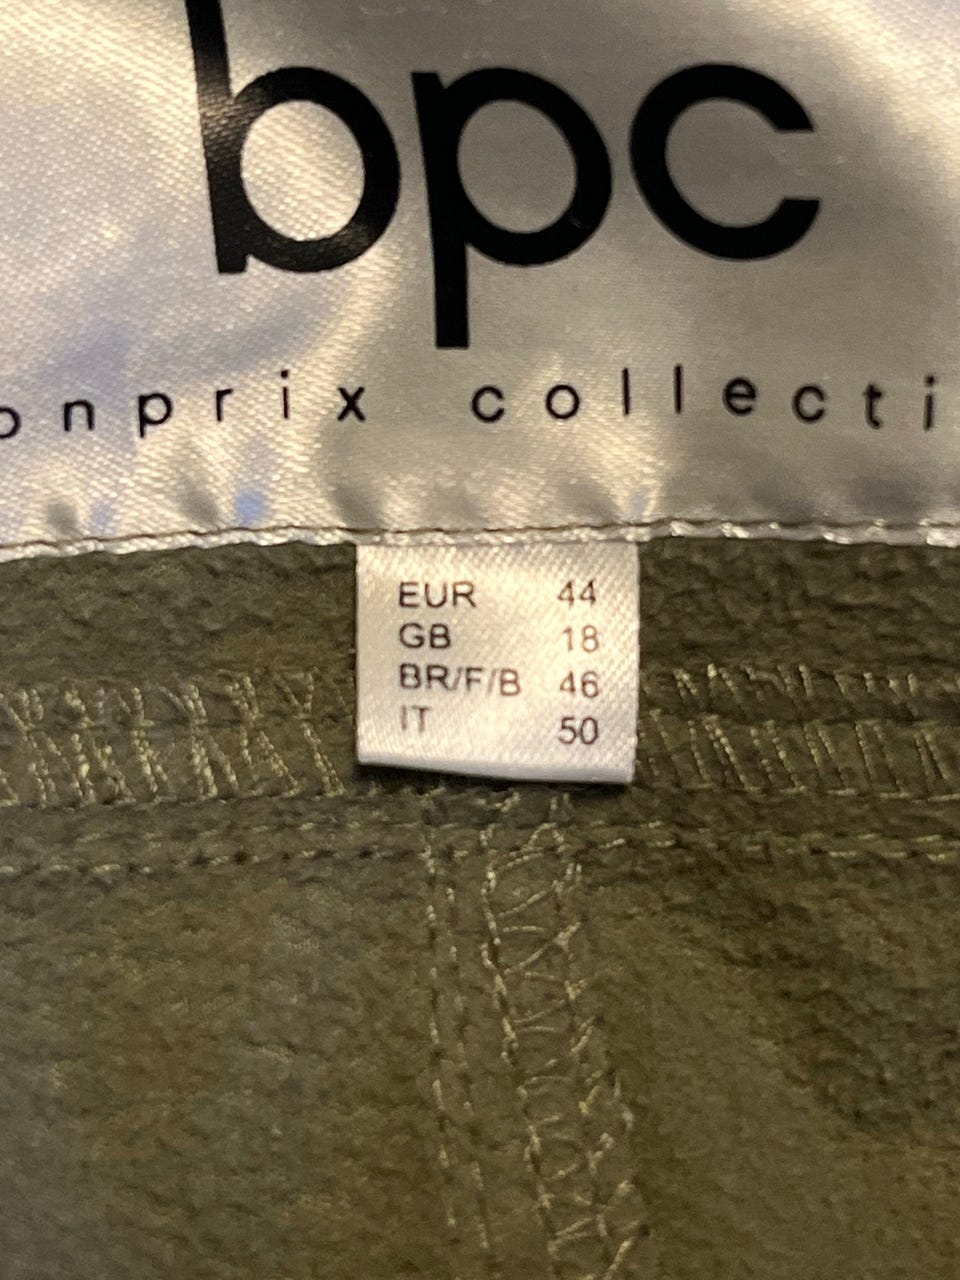 bpc
onprix collecti
EUR 44
GB 18
BR/F/B 46
IT 50